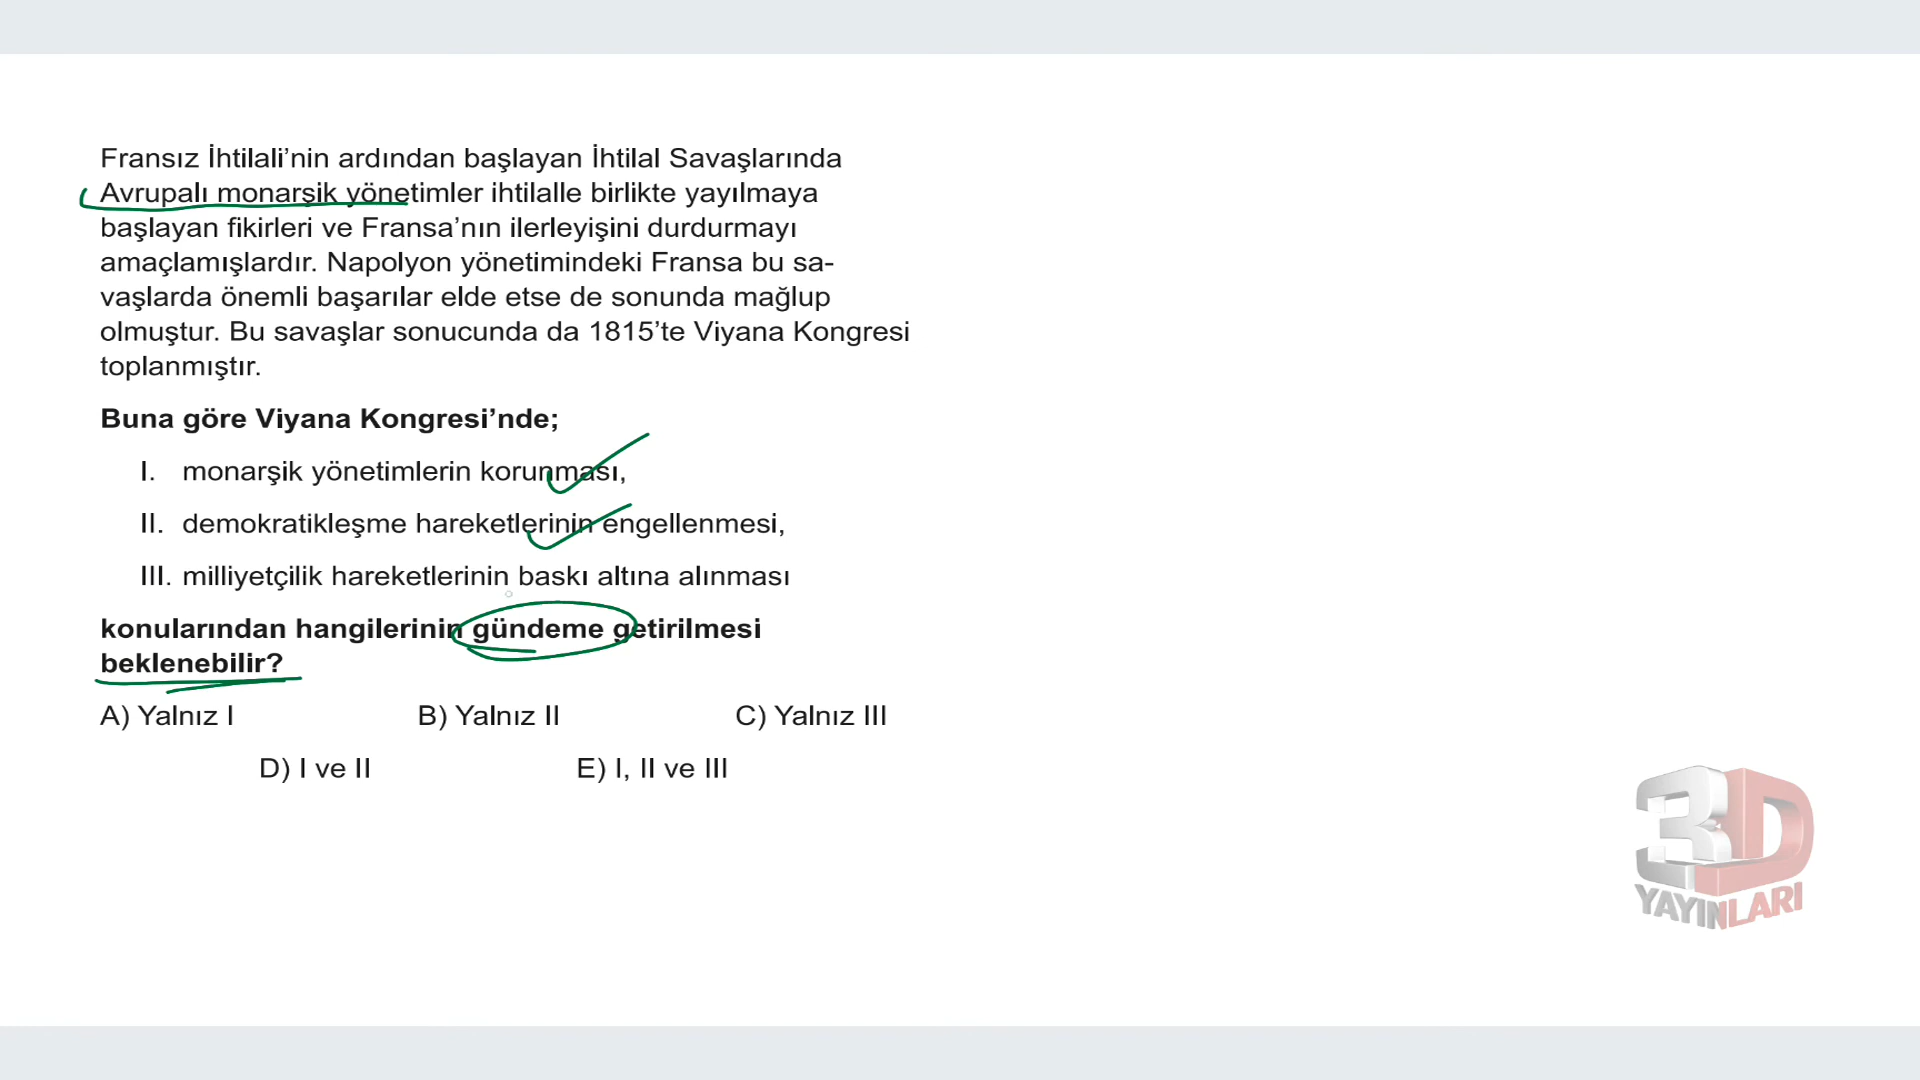 Fransız İhtilali’nin ardından başlayan İhtilal Savaşlarında
Avrupalı monarşik yönetimler ihtilalle birlikte yayılmaya
başlayan fikirleri ve Fransa’nın ilerleyişini durdurmayı
amaçlamışlardır. Napolyon yönetimindeki Fransa bu sa-
vaşlarda önemli başarılar elde etse de sonunda mağlup
olmuştur. Bu savaşlar sonucunda da 1815’te Viyana Kongresi
toplanmıştır.
Buna göre Viyana Kongresi’nde;
I. monarşik yönetimlerin korunması,
II. demokratikleşme hareketlerinin engellenmesi,
III. milliyetçilik hareketlerinin baskı altına alınması
konularından hangilerinin gündeme getirilmesi
beklenebilir?
A) Yalnız I B) Yalnız II C) Yalnız III
D) I ve II E) I, II ve III
3D
YAYINLARI